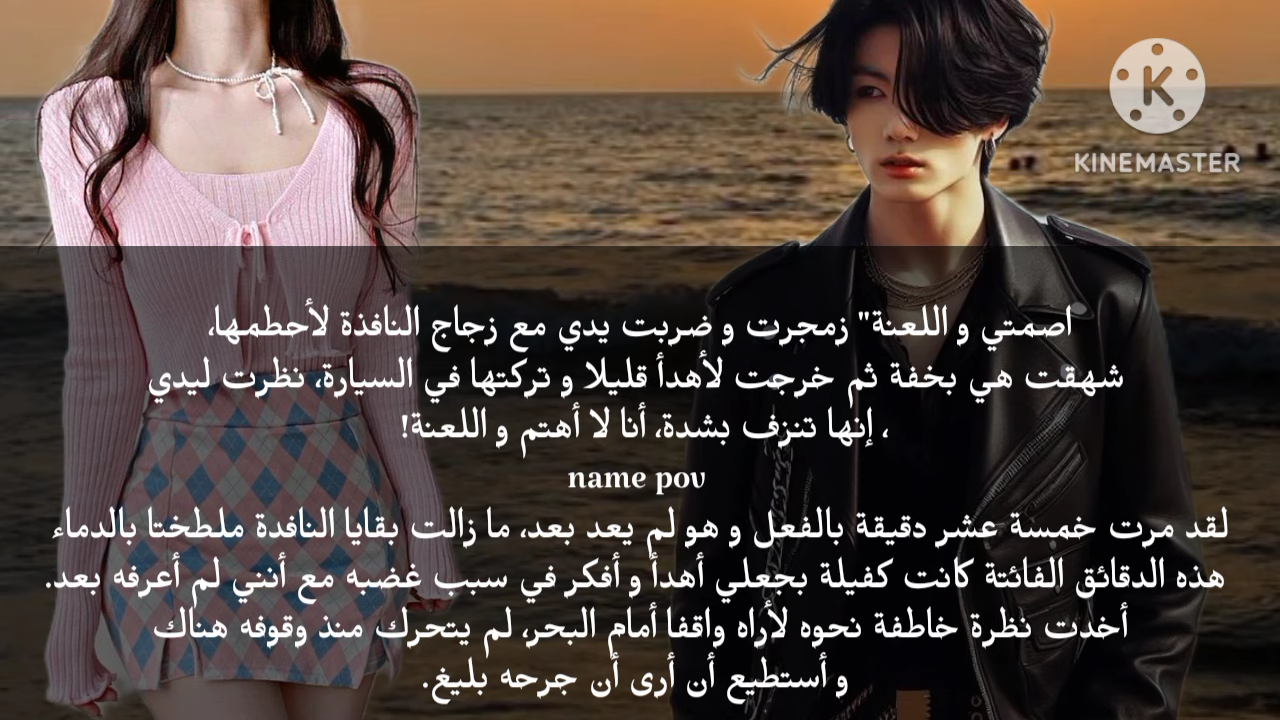 KINEMASTER
اصمتي و اللعنة" زمجرت و ضربت يدي مع زجاج النافذة لأحطمها،
شهقت هي بخفة ثم خرجت لأهدأ قليلا و تركتها في السيارة، نظرت ليدي
، إنها تنزف بشدة، أنا لا أهتم و اللعنة!
name pov
لقد مرت خمسة عشر دقيقة بالفعل و هو لم يعد بعد، ما زالت بقايا النافدة ملطختا بالدماء
هذه الدقائق الفائتة كانت كفيلة بجعلي أهدأ و أفكر في سبب غضبه مع أنني لم أعرفه بعد.
أخدت نظرة خاطفة نحوه لأراه واقفا أمام البحر، لم يتحرك منذ وقوفه هناك
و أستطيع أن أرى أن جرحه بليغ.